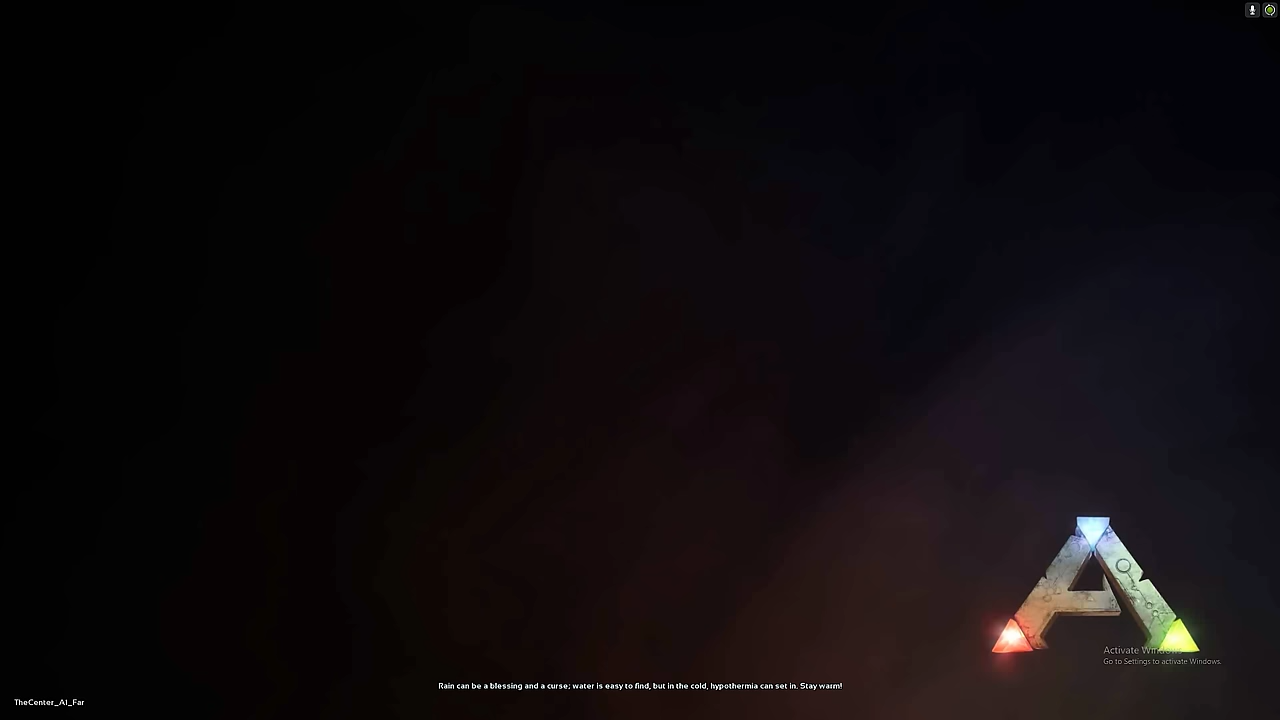 Activate Windows
Go to Settings to activate Windows.
Rain can be a blessing and a curse; water is easy to find, but in the cold, hypothermia can set in. Stay warm!
TheCenter_A1_Far